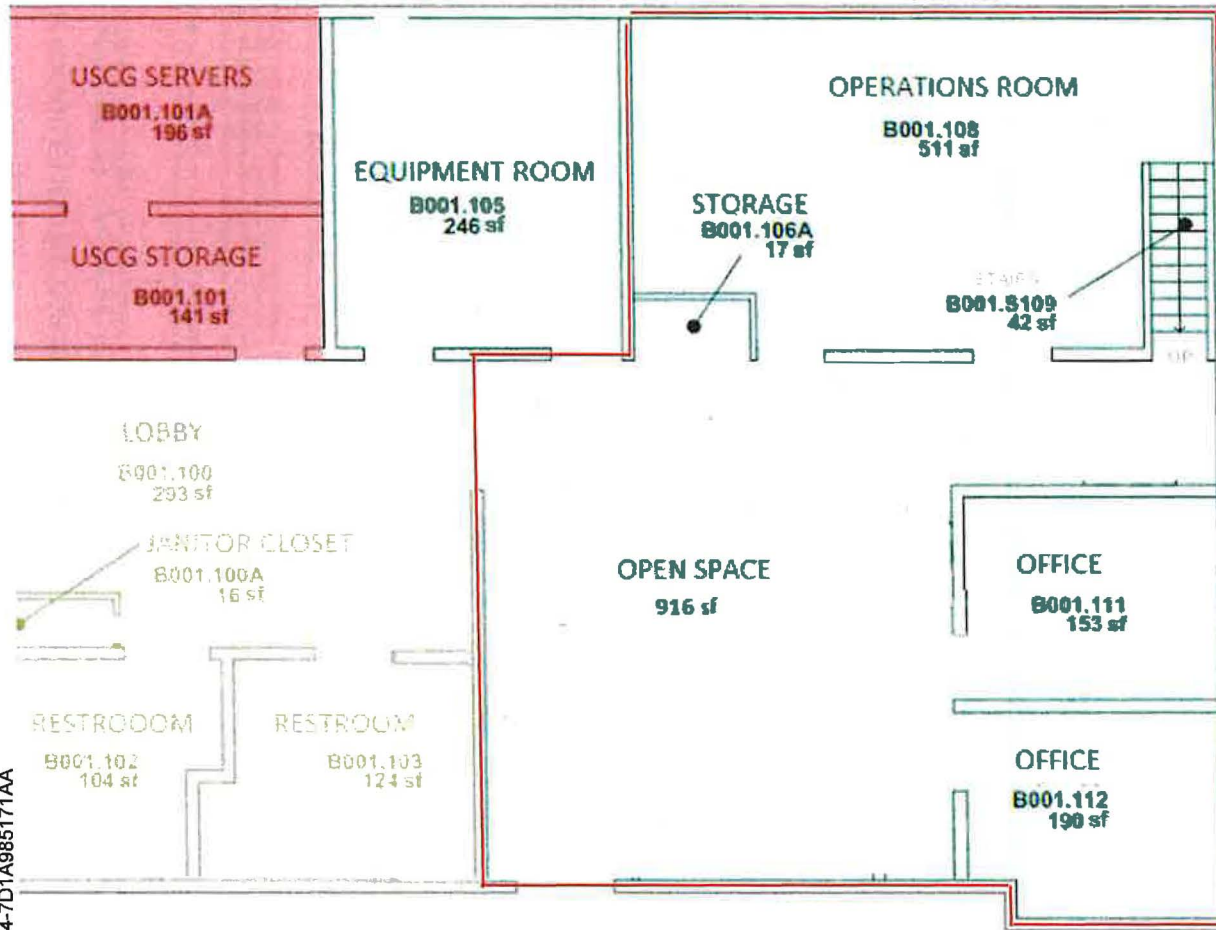 USCG SERVERS
B001.101A
196 sf
USCG STORAGE
B001.101
141 sf
EQUIPMENT ROOM
B001.105
246 sf
OPERATIONS ROOM
B001.108
511 sf
STORAGE
B001.106A
17 sf
STAIRS
B001.S109
42 sf
UP
LOBBY
B001.100
293 sf
JANITOR CLOSET
B001.100A
16 sf
RESTROOOM
B001.102
104 sf
RESTROOM
B001.103
124 sf
OPEN SPACE
916 sf
OFFICE
B001.111
153 sf
OFFICE
B001.112
190 sf
4-7D1A985171AA